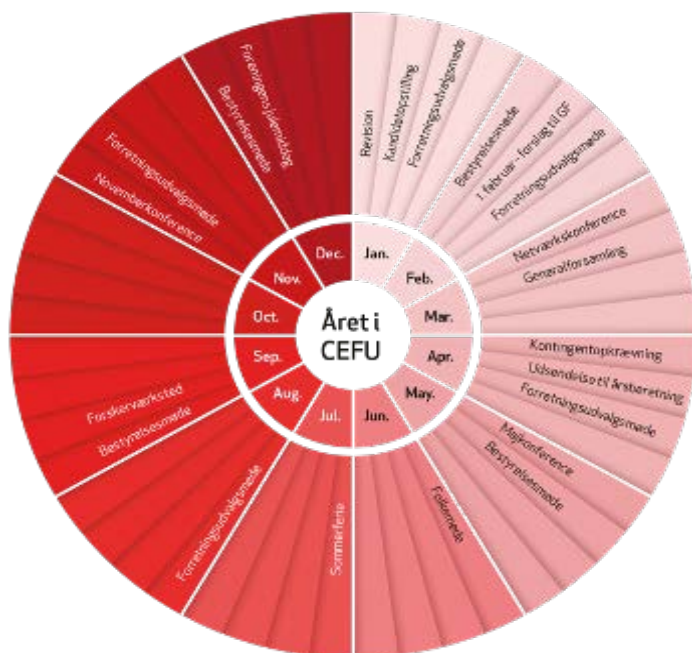 Året i
CEFU
Jan.
Revision
Kandidatopstilling
Forretningsudvalgsmøde
Feb.
Bestyrelsesmøde
1. februar - forslag til GF
Forretningsudvalgsmøde
Mar.
Netværkskonference
Generalforsamling
Apr.
Kontingentopkrævning
Udsendelse til årsberetning
Forretningsudvalgsmøde
May.
Majkonference
Bestyrelsesmøde
Jun.
Folkemøde
Jul.
Sommerferie
Aug.
Forretningsudvalgsmøde
Sep.
Bestyrelsesmøde
Forskerværksted
Oct.
Nov.
Novemberkonference
Forretningsudvalgsmøde
Dec.
Bestyrelsesmøde
Foreningens julemiddag